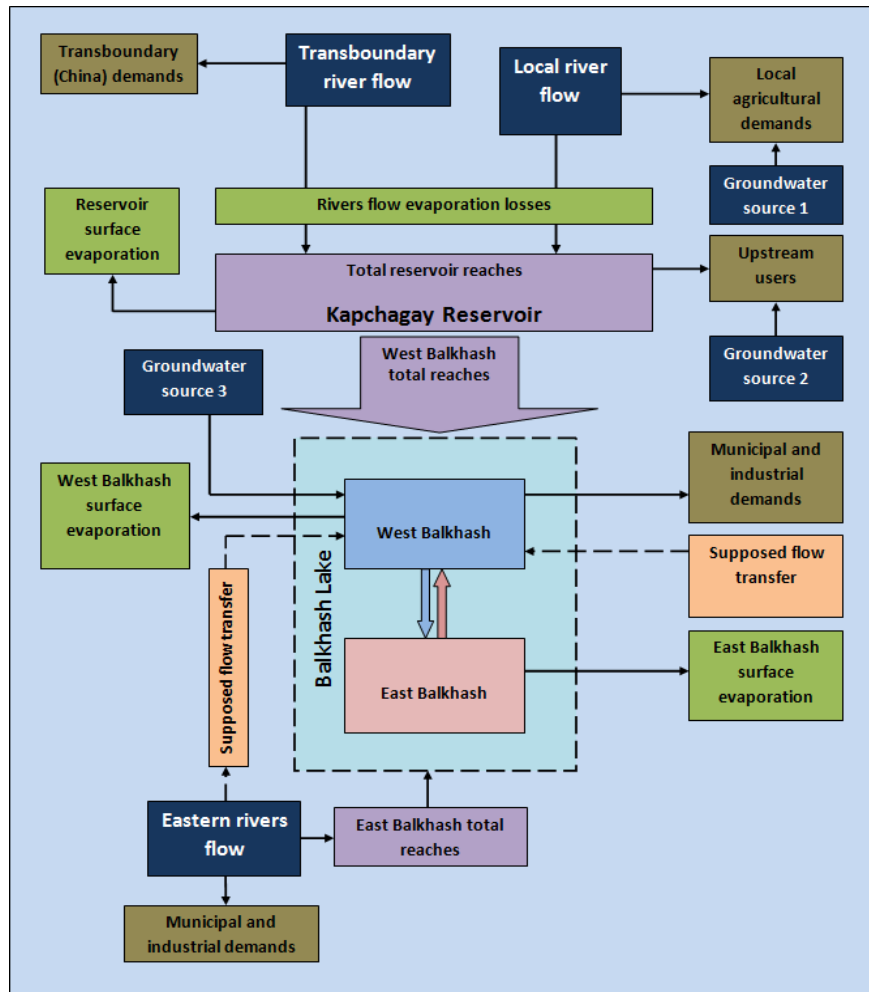 Transboundary
(China) demands
Transboundary
river flow
Local river
flow
Local
agricultural
demands
Groundwater
source 1
Rivers flow evaporation losses
Reservoir
surface
evaporation
Total reservoir reaches
Kapchagay Reservoir
Upstream
users
Groundwater
source 2
West Balkhash
total reaches
Groundwater
source 3
Municipal and
industrial
demands
West Balkhash
surface
evaporation
West Balkhash
Supposed flow
transfer
Balkhash Lake
Supposed flow transfer
East Balkhash
East Balkhash
surface
evaporation
Eastern rivers
flow
East Balkhash total
reaches
Municipal and
industrial demands